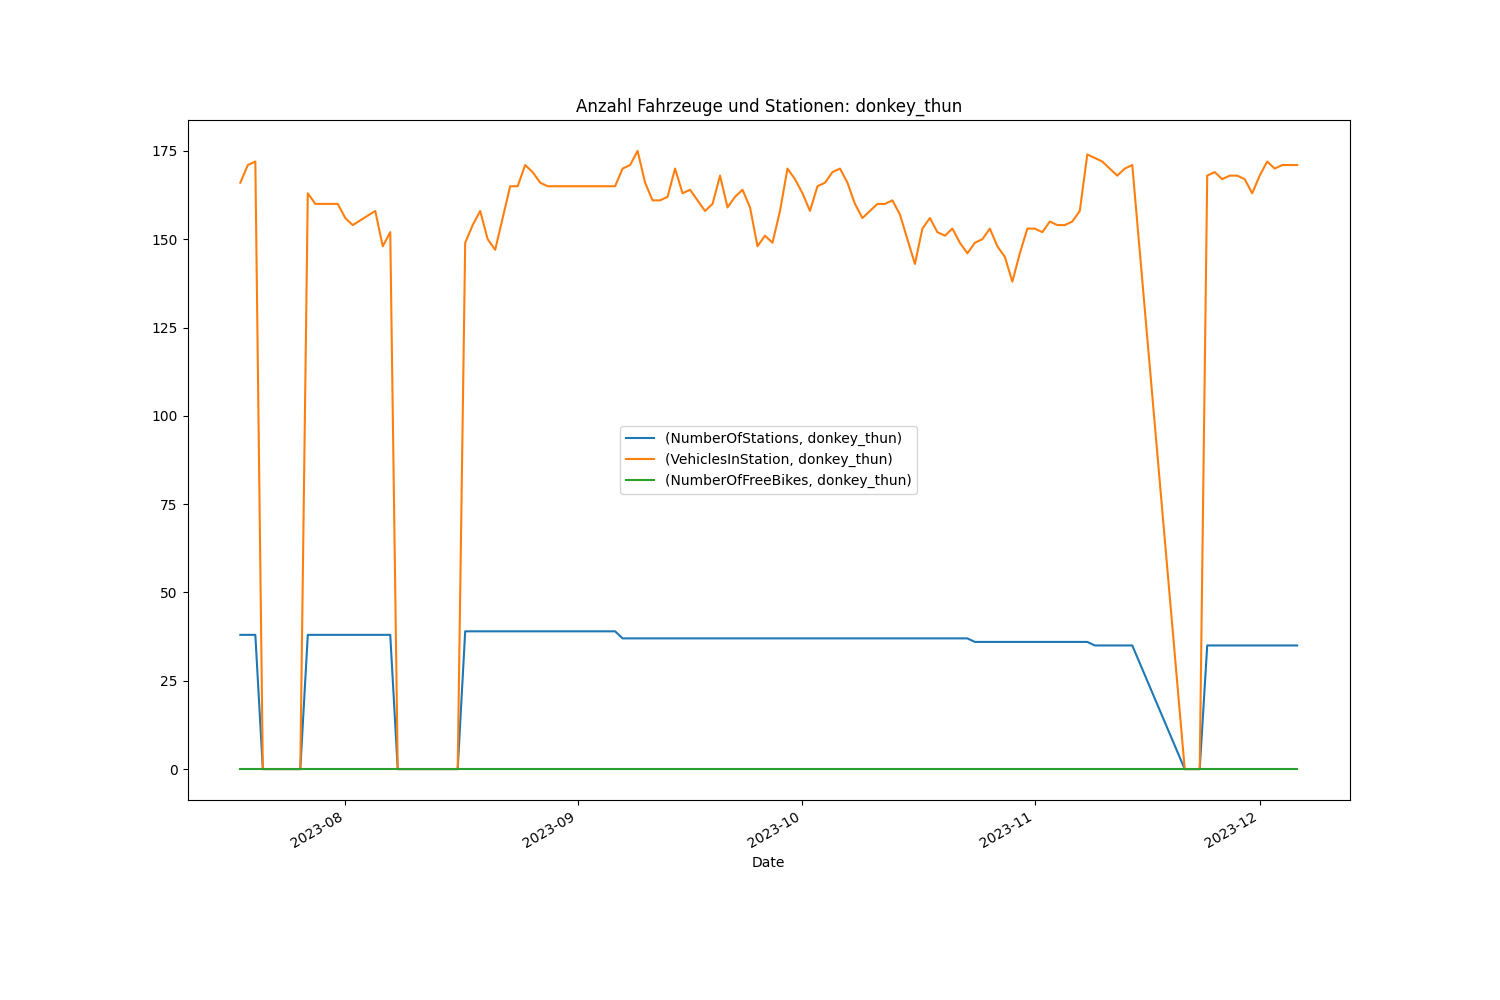 Anzahl Fahrzeuge und Stationen: donkey_thun
175
150
125
100
75
50
25
0
(NumberOfStations, donkey_thun)
(VehiclesInStation, donkey_thun)
(NumberOfFreeBikes, donkey_thun)
2023-08
2023-09
2023-10
2023-11
2023-12
Date